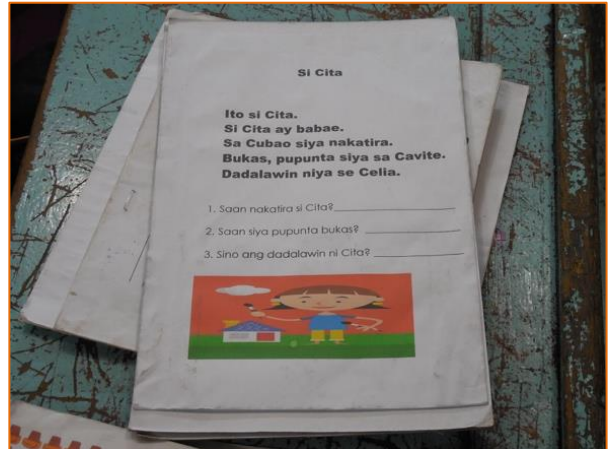 Si Cita
Ito si Cita.
Si Cita ay babae.
Sa Cubao siya nakatira.
Bukas, pupunta siya sa Cavite.
Dadalawin niya se Celia.
1. Saan nakatira si Cita?
2. Saan siya pupunta bukas?
3. Sino ang dadalawin ni Cita?